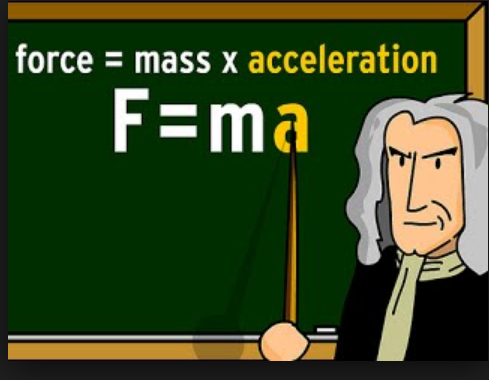 force = mass x acceleration
F=ma